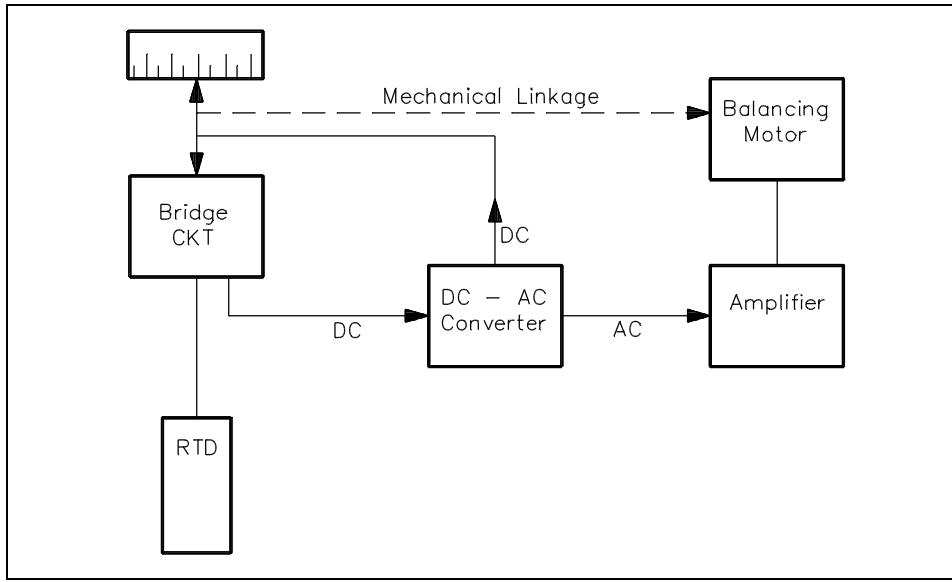 Mechanical Linkage
Balancing
Motor
Bridge
CKT
DC
DC - AC
Converter
Amplifier
DC
AC
RTD